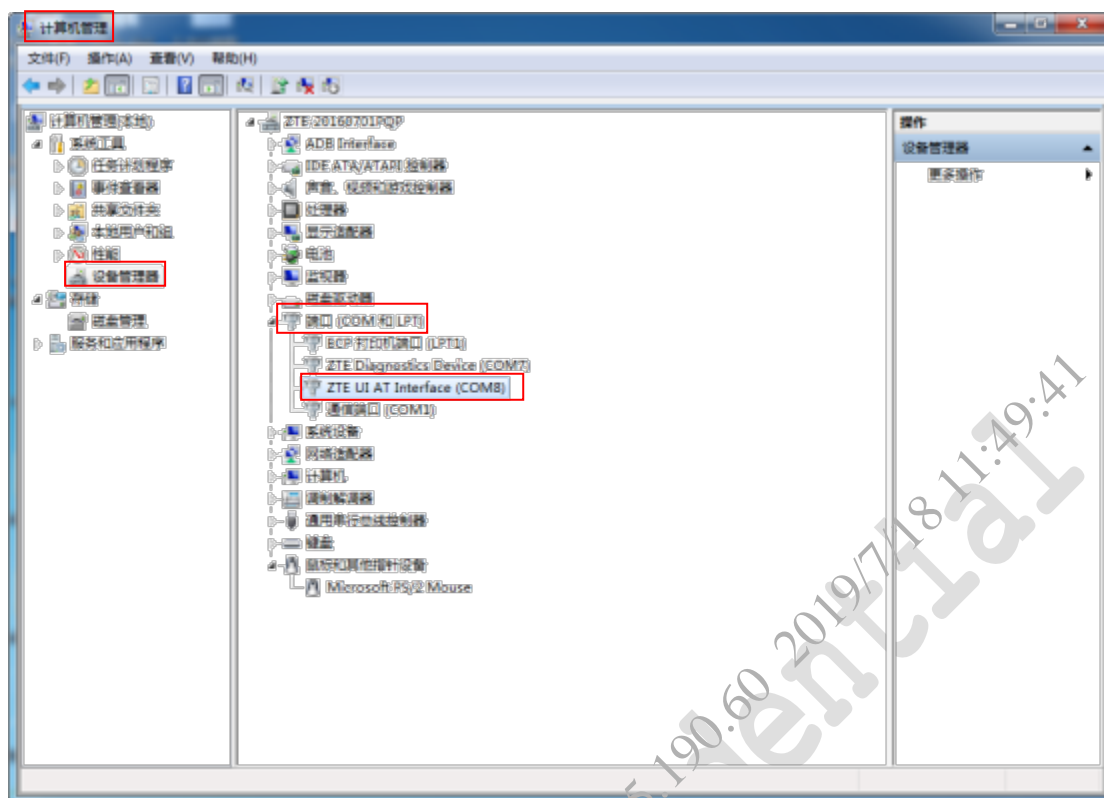 计算机管理
文件(F) 操作(A) 查看(V) 帮助(H)
计算机管理(本地)
系统工具
任务计划程序
事件查看器
共享文件夹
本地用户和组
性能
设备管理器
存储
磁盘管理
服务和应用程序
ZTE-20160701PQP
ADB Interface
IDE ATA/ATAPI 控制器
声音、视频和游戏控制器
处理器
显示适配器
电池
监视器
磁盘驱动器
端口 (COM 和 LPT)
ECP 打印机端口 (LPT1)
ZTE Diagnostics Device (COM7)
ZTE UI AT Interface (COM8)
通信端口 (COM1)
系统设备
网络适配器
计算机
调制解调器
通用串行总线控制器
键盘
鼠标和其他指针设备
Microsoft PS/2 Mouse
操作
设备管理器
更多操作
5.190.60 2019/7/18 11:49:41
dential